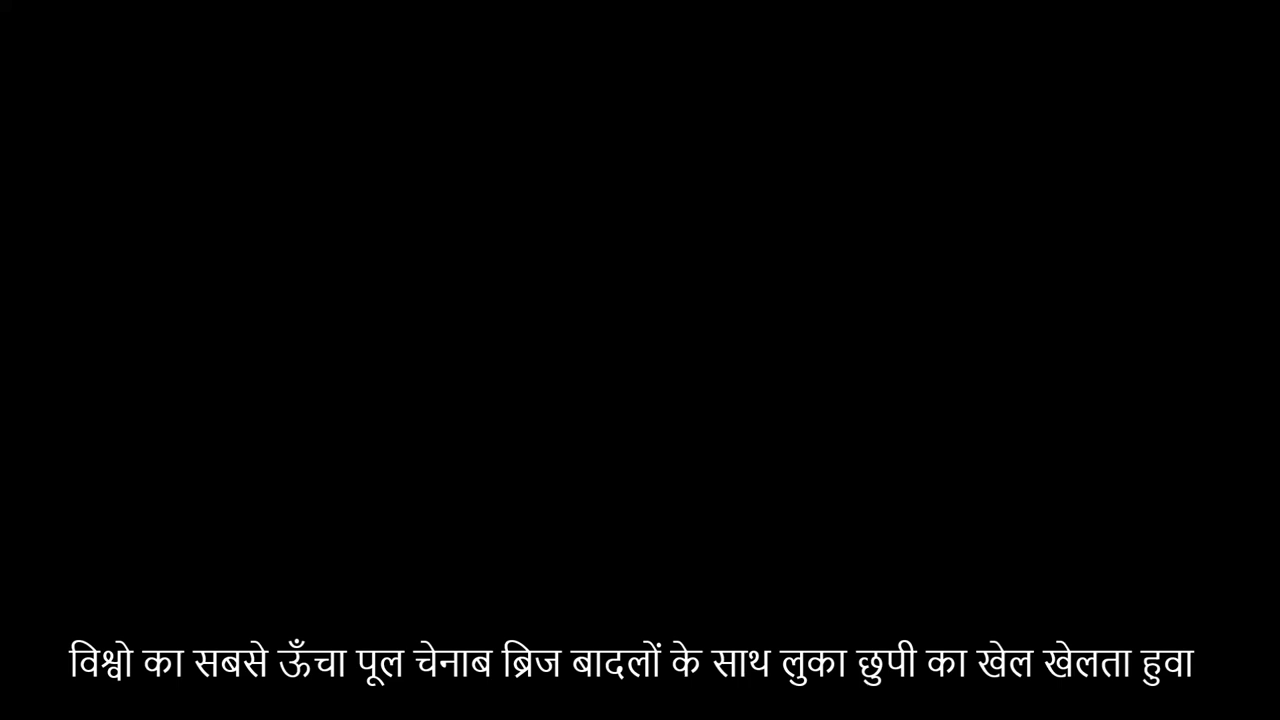 विश्वो का सबसे ऊँचा पूल चेनाब ब्रिज बादलों के साथ लुका छुपी का खेल खेलता हुवा